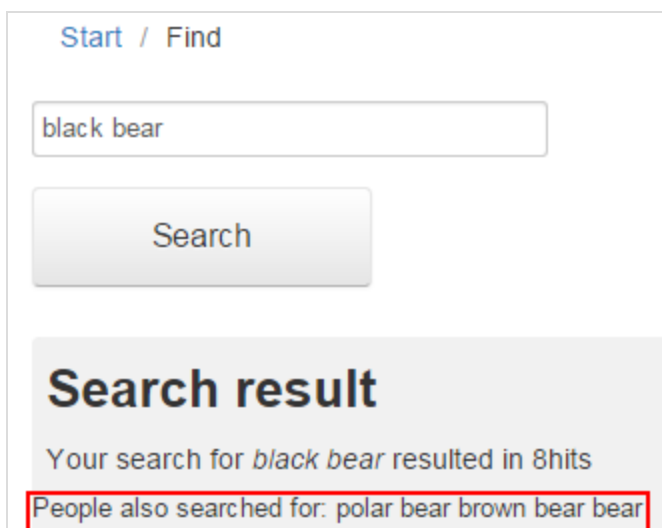 Start / Find
black bear
Search
Search result
Your search for black bear resulted in 8hits
People also searched for: polar bear brown bear bear